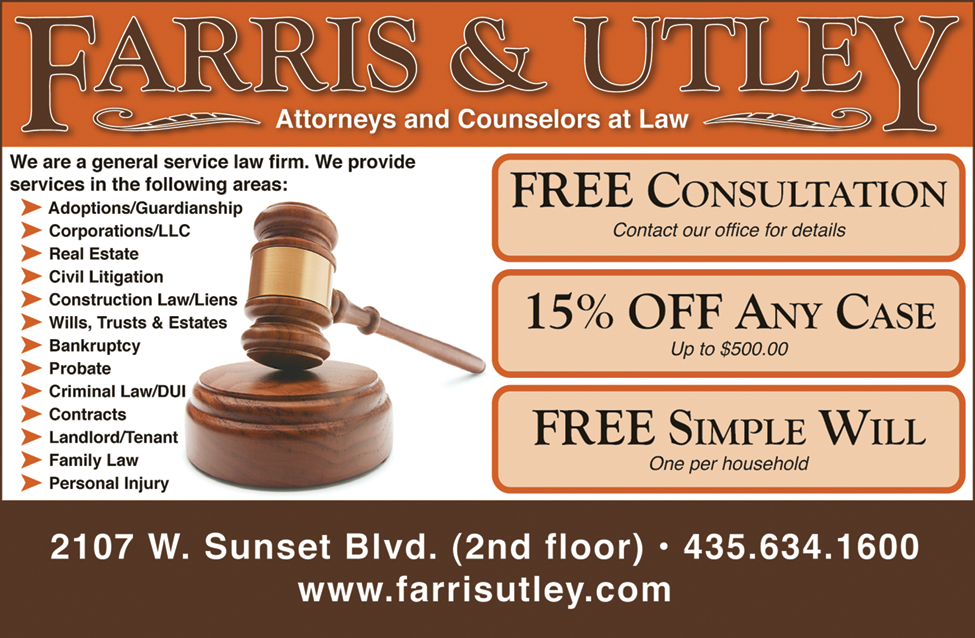 FARRIS & UTLEY
Attorneys and Counselors at Law
We are a general service law firm. We provide
services in the following areas:
Adoptions/Guardianship
Corporations/LLC
Real Estate
Civil Litigation
Construction Law/Liens
Wills, Trusts & Estates
Bankruptcy
Probate
Criminal Law/DUI
Contracts
Landlord/Tenant
Family Law
Personal Injury
FREE CONSULTATION
Contact our office for details
15% OFF ANY CASE
Up to $500.00
FREE SIMPLE WILL
One per household
2107 W. Sunset Blvd. (2nd floor) • 435.634.1600
www.farrisutley.com